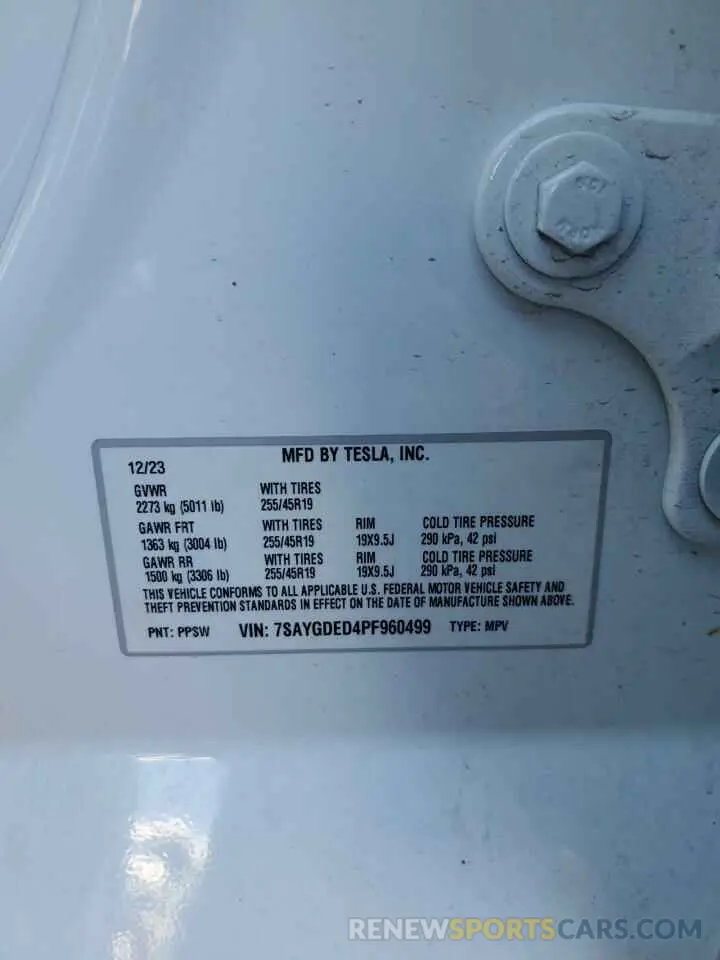 MFD BY TESLA, INC.
12/23
GVWR WITH TIRES
2273 kg (5011 lb) 255/45R19
GAWR FRT WITH TIRES RIM COLD TIRE PRESSURE
1363 kg (3004 lb) 255/45R19 19X9.5J 290 kPa, 42 psi
GAWR RR WITH TIRES RIM COLD TIRE PRESSURE
1500 kg (3306 lb) 255/45R19 19X9.5J 290 kPa, 42 psi
THIS VEHICLE CONFORMS TO ALL APPLICABLE U.S. FEDERAL MOTOR VEHICLE SAFETY AND
THEFT PREVENTION STANDARDS IN EFFECT ON THE DATE OF MANUFACTURE SHOWN ABOVE.
PNT: PPSW VIN: 7SAYGDED4PF960499 TYPE: MPV
RENEWSPORTSCARS.COM